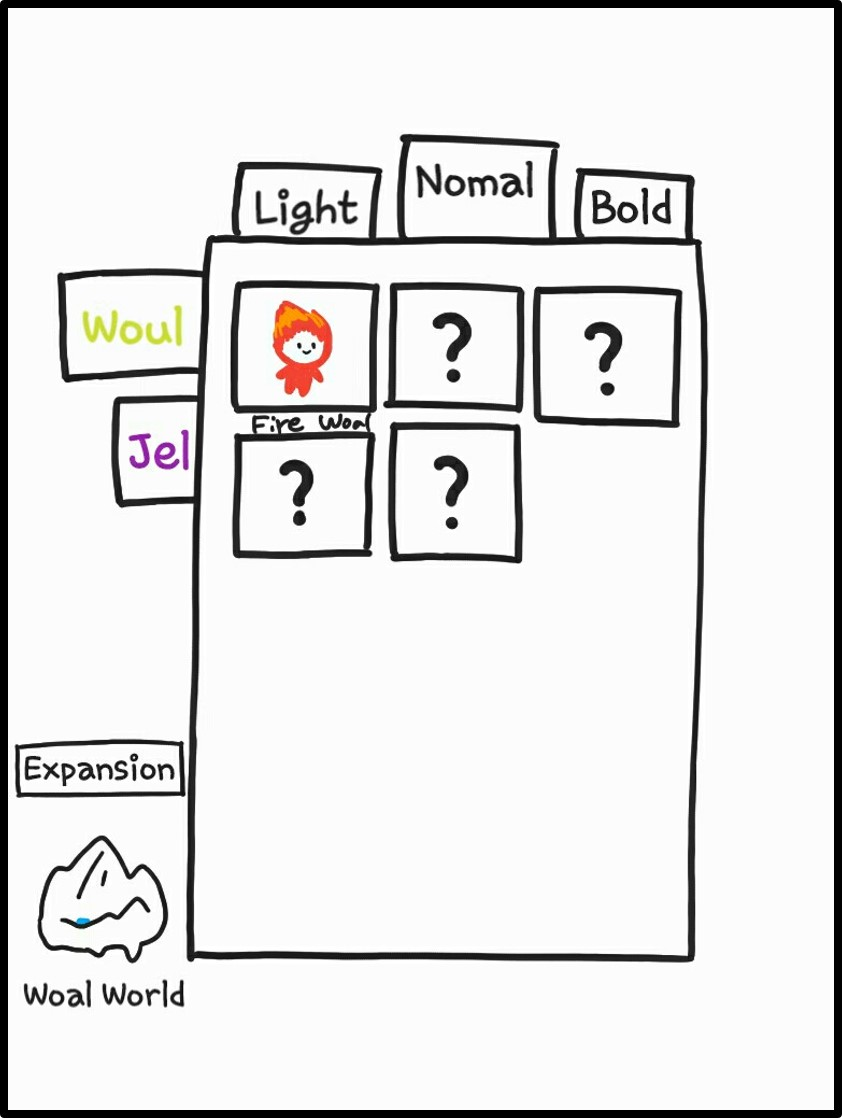 Light
Nomal
Bold
Woul
Jel
?
?
Fire Woal
?
?
Expansion
Woal World